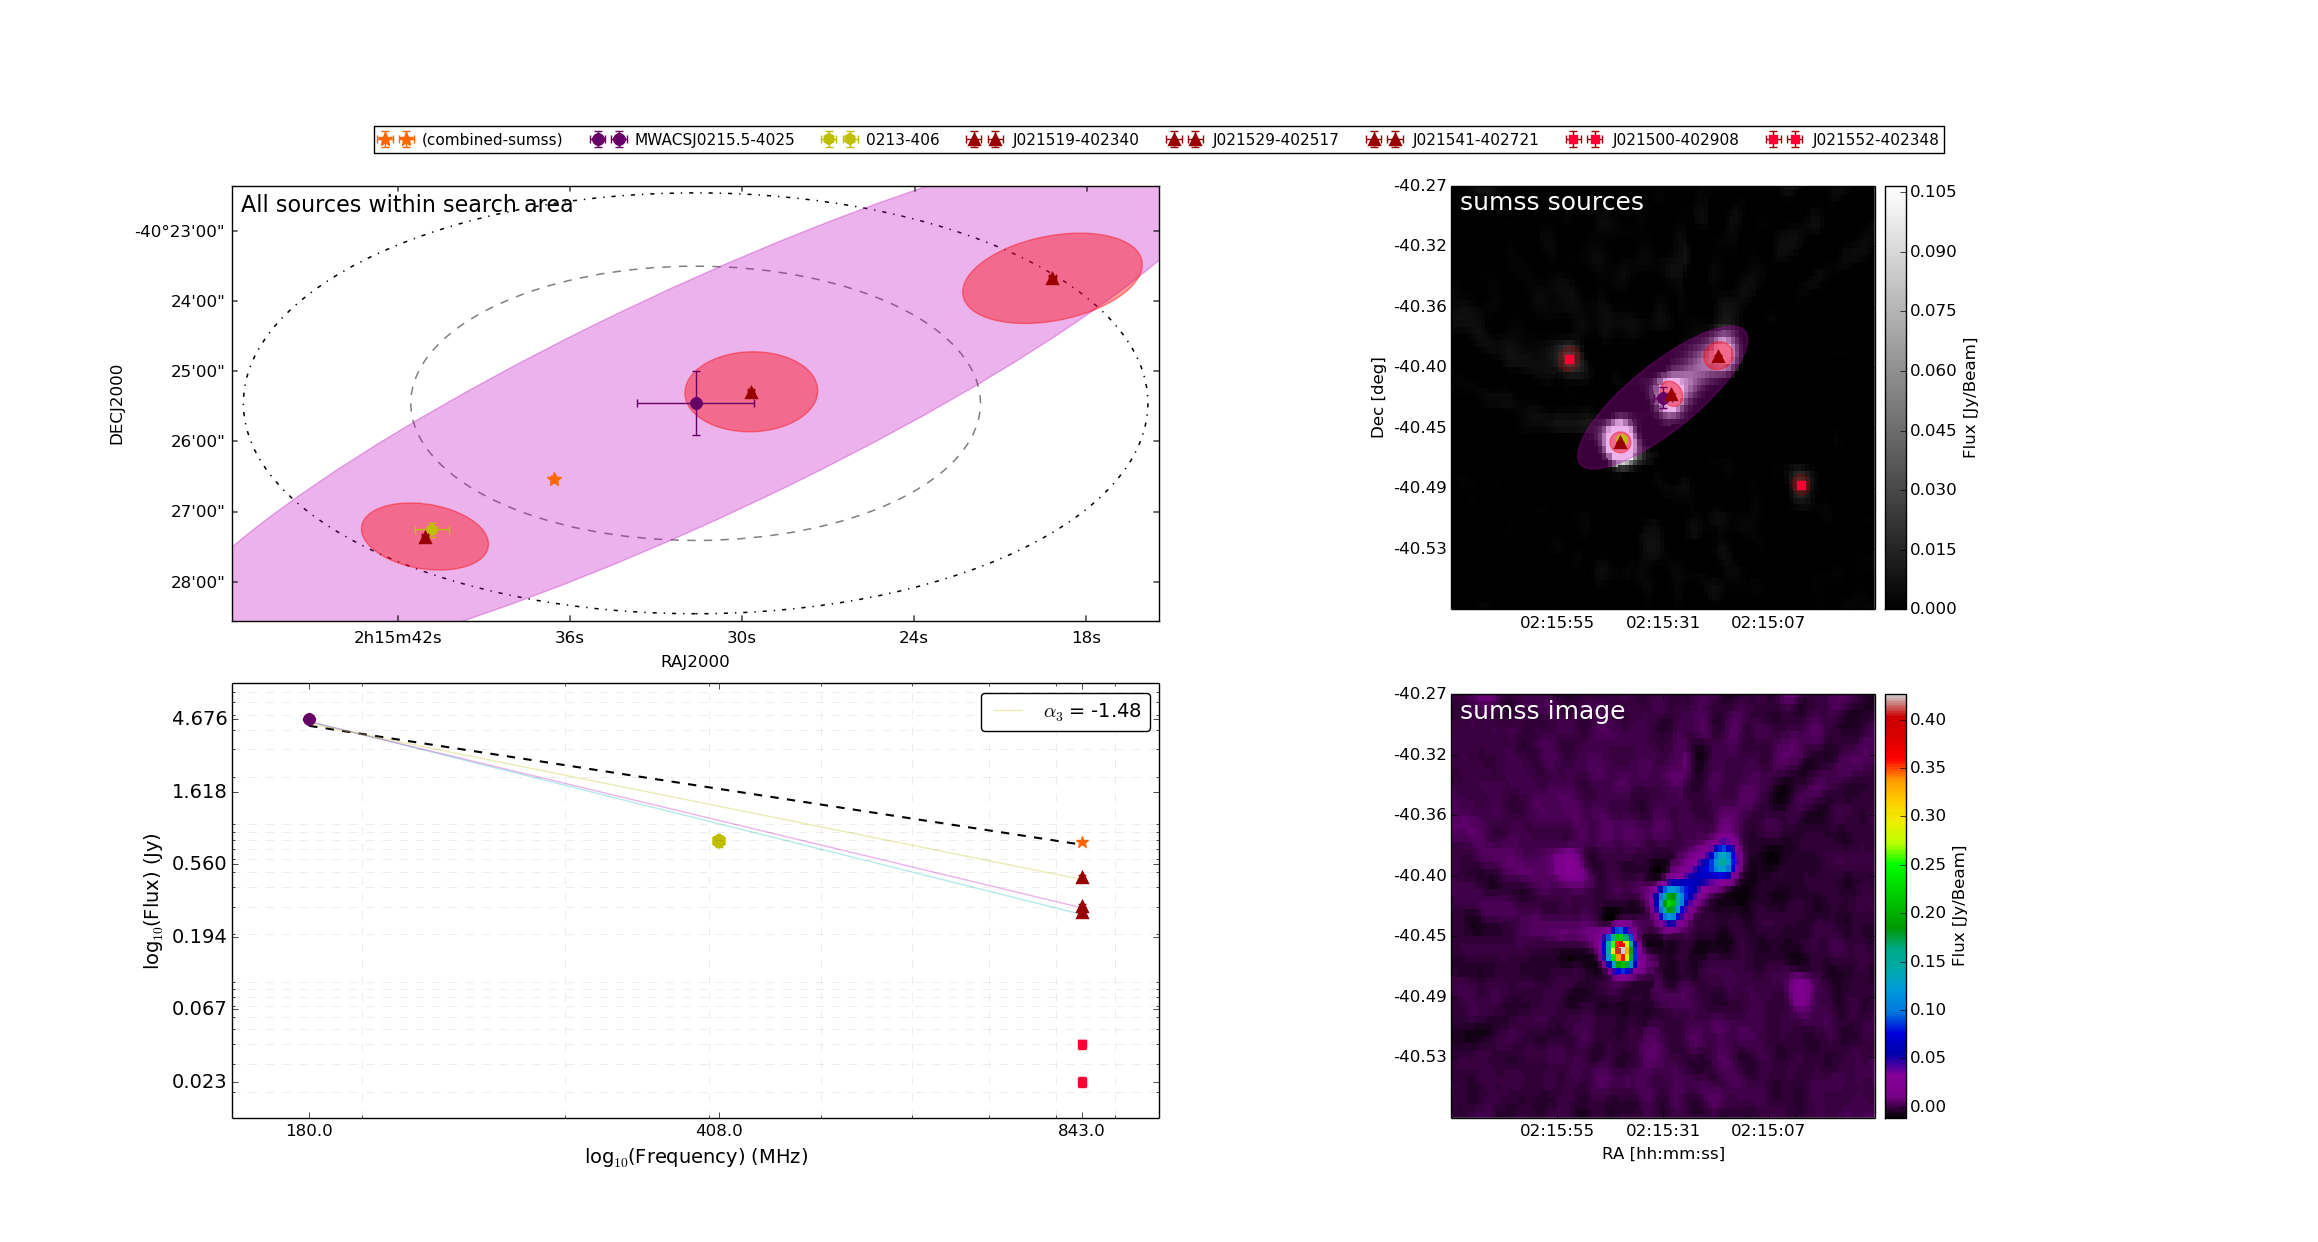 (combined-sumss) MWACSJ0215.5-4025 0213-406 J021519-402340 J021529-402517 J021541-402721 J021500-402908 J021552-402348
All sources within search area
-40°23'00"
24'00"
25'00"
26'00"
27'00"
28'00"
DECJ2000
2h15m42s 36s 30s 24s 18s
RAJ2000
sumss sources
-40.27
-40.32
-40.36
-40.40
-40.45
-40.49
-40.53
Dec [deg]
02:15:55 02:15:31 02:15:07
0.105
0.090
0.075
0.060
0.045
0.030
0.015
0.000
Flux [Jy/Beam]
α₃ = -1.48
4.676
1.618
0.560
0.194
0.067
0.023
log₁₀(Flux) (Jy)
180.0 408.0 843.0
log₁₀(Frequency) (MHz)
sumss image
-40.27
-40.32
-40.36
-40.40
-40.45
-40.49
-40.53
02:15:55 02:15:31 02:15:07
RA [hh:mm:ss]
0.40
0.35
0.30
0.25
0.20
0.15
0.10
0.05
0.00
Flux [Jy/Beam]